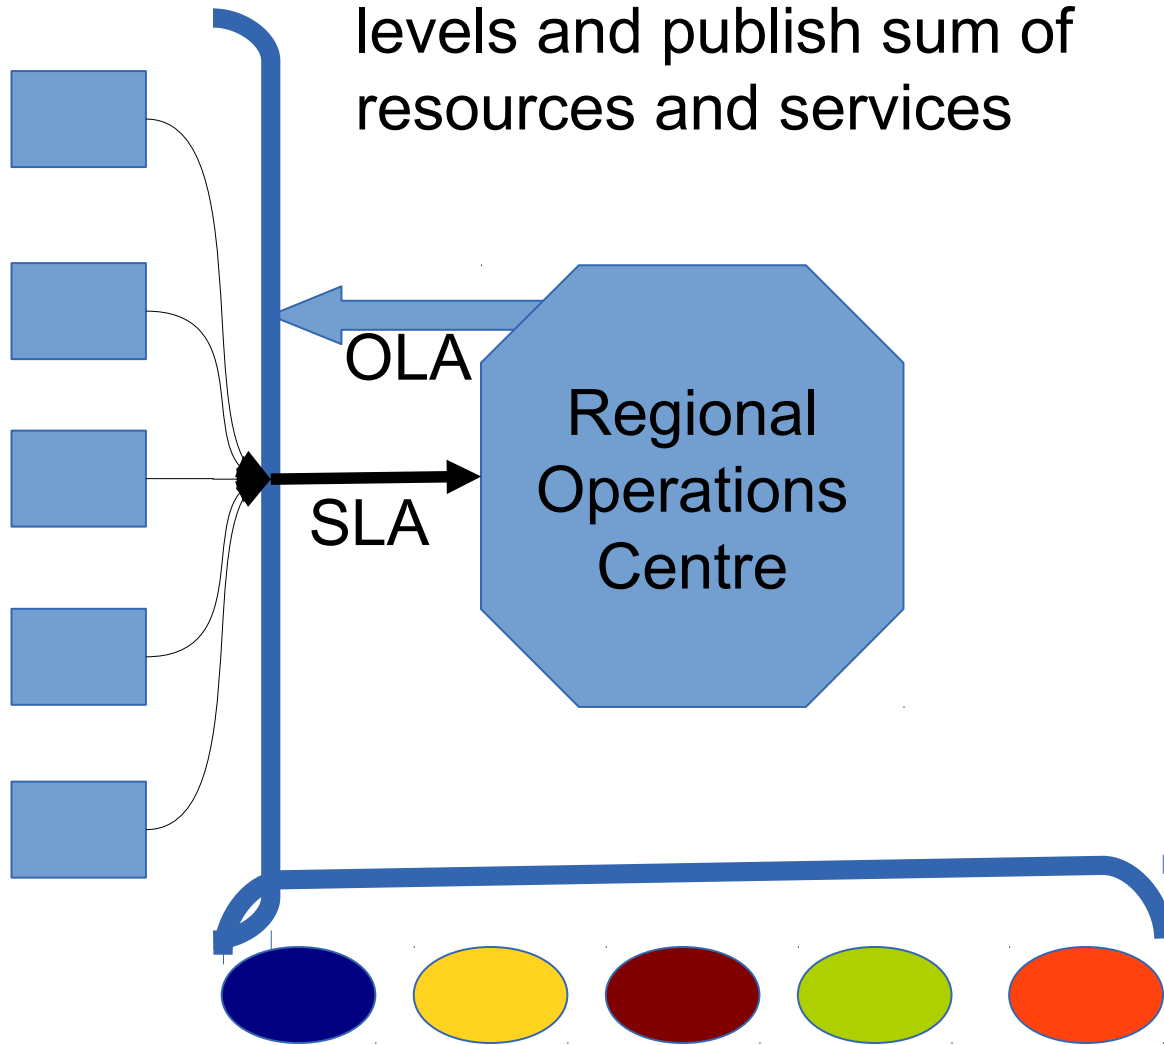 levels and publish sum of
resources and services
OLA
SLA
Regional
Operations
Centre